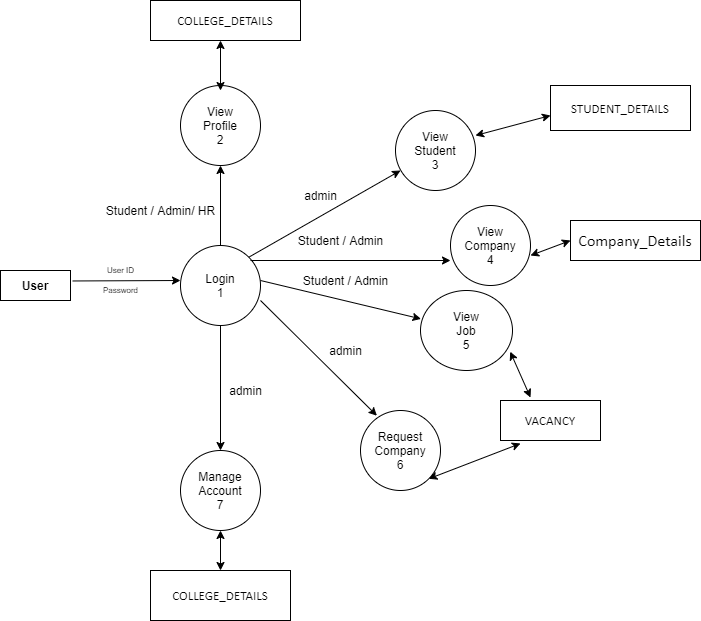 COLLEGE_DETAILS
View
Profile
2
STUDENT_DETAILS
View
Student
3
admin
Student / Admin/ HR
Student / Admin
View
Company
4
Company_Details
User
User ID
Password
Login
1
Student / Admin
View
Job
5
admin
admin
VACANCY
Request
Company
6
Manage
Account
7
COLLEGE_DETAILS